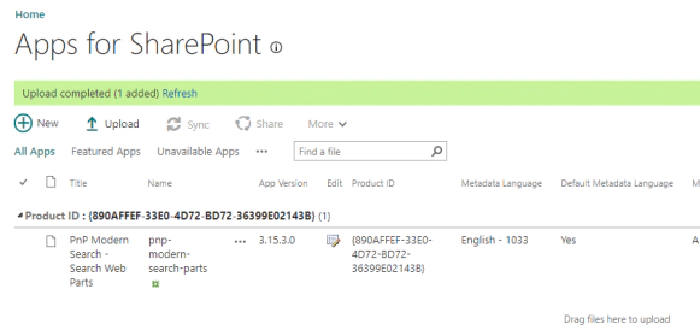 Home
Apps for SharePoint
Upload completed (1 added) Refresh
New Upload Sync Share More
All Apps Featured Apps Unavailable Apps ••• Find a file
Title Name App Version Edit Product ID Metadata Language Default Metadata Language M
Product ID : {890AFFEF-33E0-4D72-BD72-36399E02143B} (1)
PnP Modern pnp- ••• 3.15.3.0 {890AFFEF-33E0- English - 1033 Yes A
Search - modern- 4D72-BD72-
Search Web search-parts 36399E02143B}
Parts
Drag files here to upload